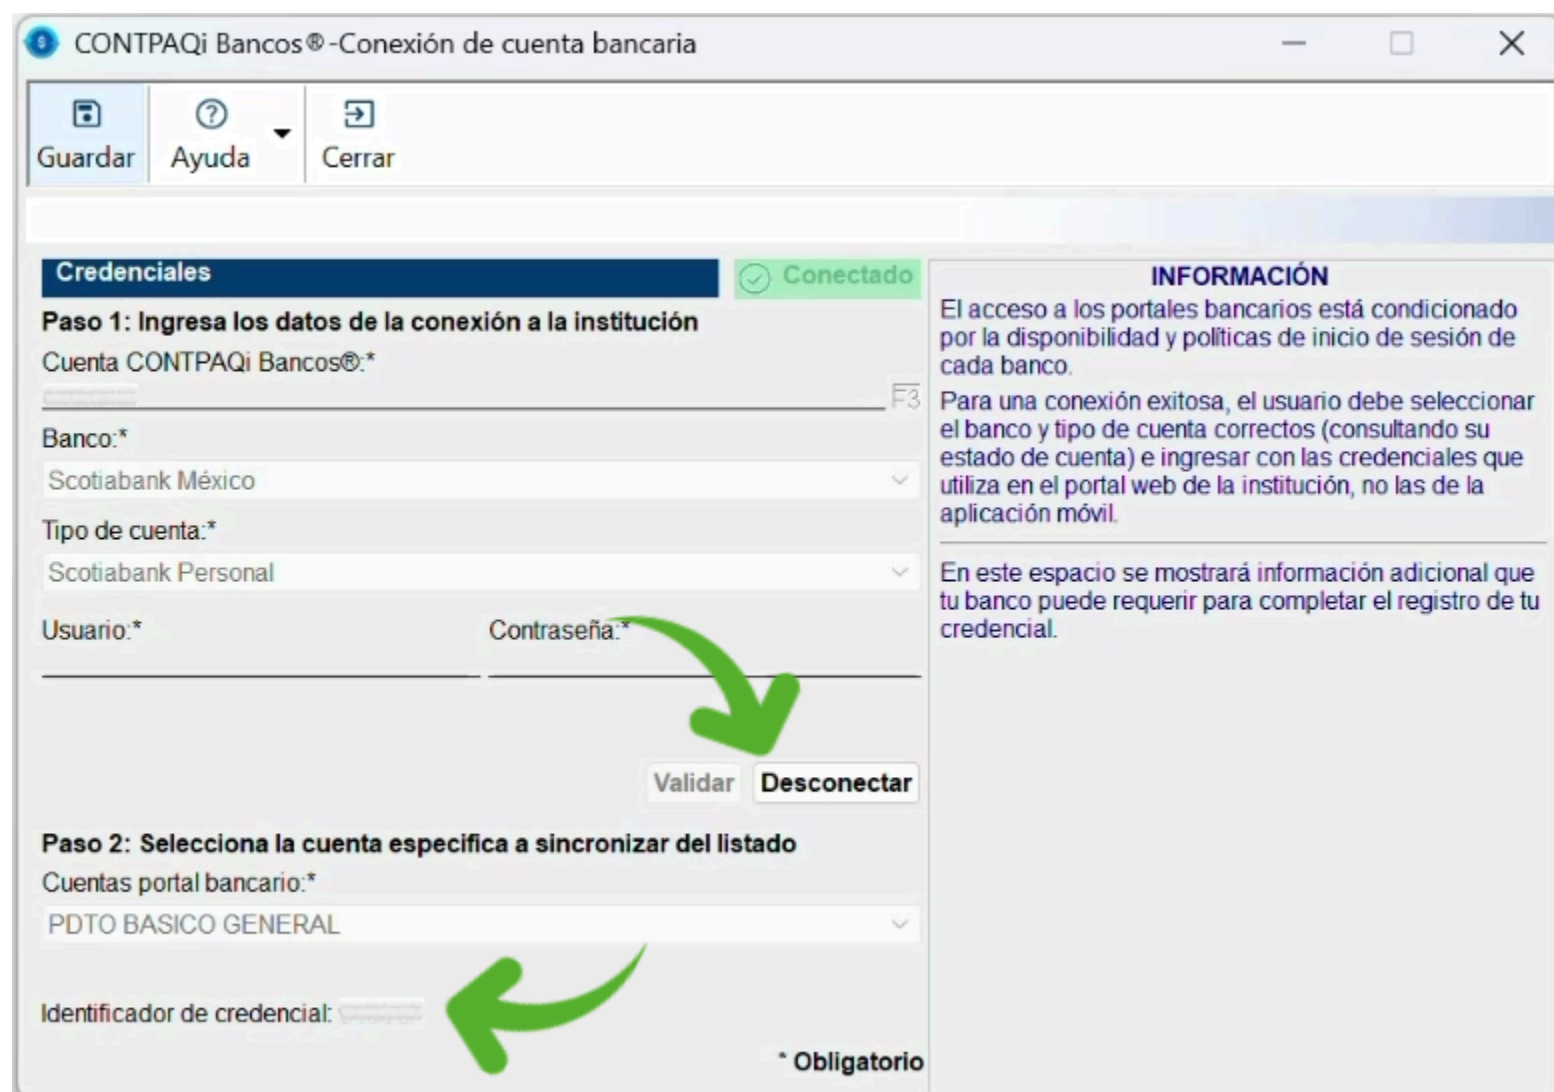 CONTPAQi Bancos®-Conexión de cuenta bancaria
Guardar
Ayuda
Cerrar
Credenciales
Conectado
Paso 1: Ingresa los datos de la conexión a la institución
Cuenta CONTPAQi Bancos®:*
F3
Banco:*
Scotiabank México
Tipo de cuenta:*
Scotiabank Personal
Usuario:*
Contraseña:*
Validar
Desconectar
Paso 2: Selecciona la cuenta especifica a sincronizar del listado
Cuentas portal bancario:*
PDTO BASICO GENERAL
Identificador de credencial:
* Obligatorio
INFORMACIÓN
El acceso a los portales bancarios está condicionado
por la disponibilidad y políticas de inicio de sesión de
cada banco.
Para una conexión exitosa, el usuario debe seleccionar
el banco y tipo de cuenta correctos (consultando su
estado de cuenta) e ingresar con las credenciales que
utiliza en el portal web de la institución, no las de la
aplicación móvil.
En este espacio se mostrará información adicional que
tu banco puede requerir para completar el registro de tu
credencial.